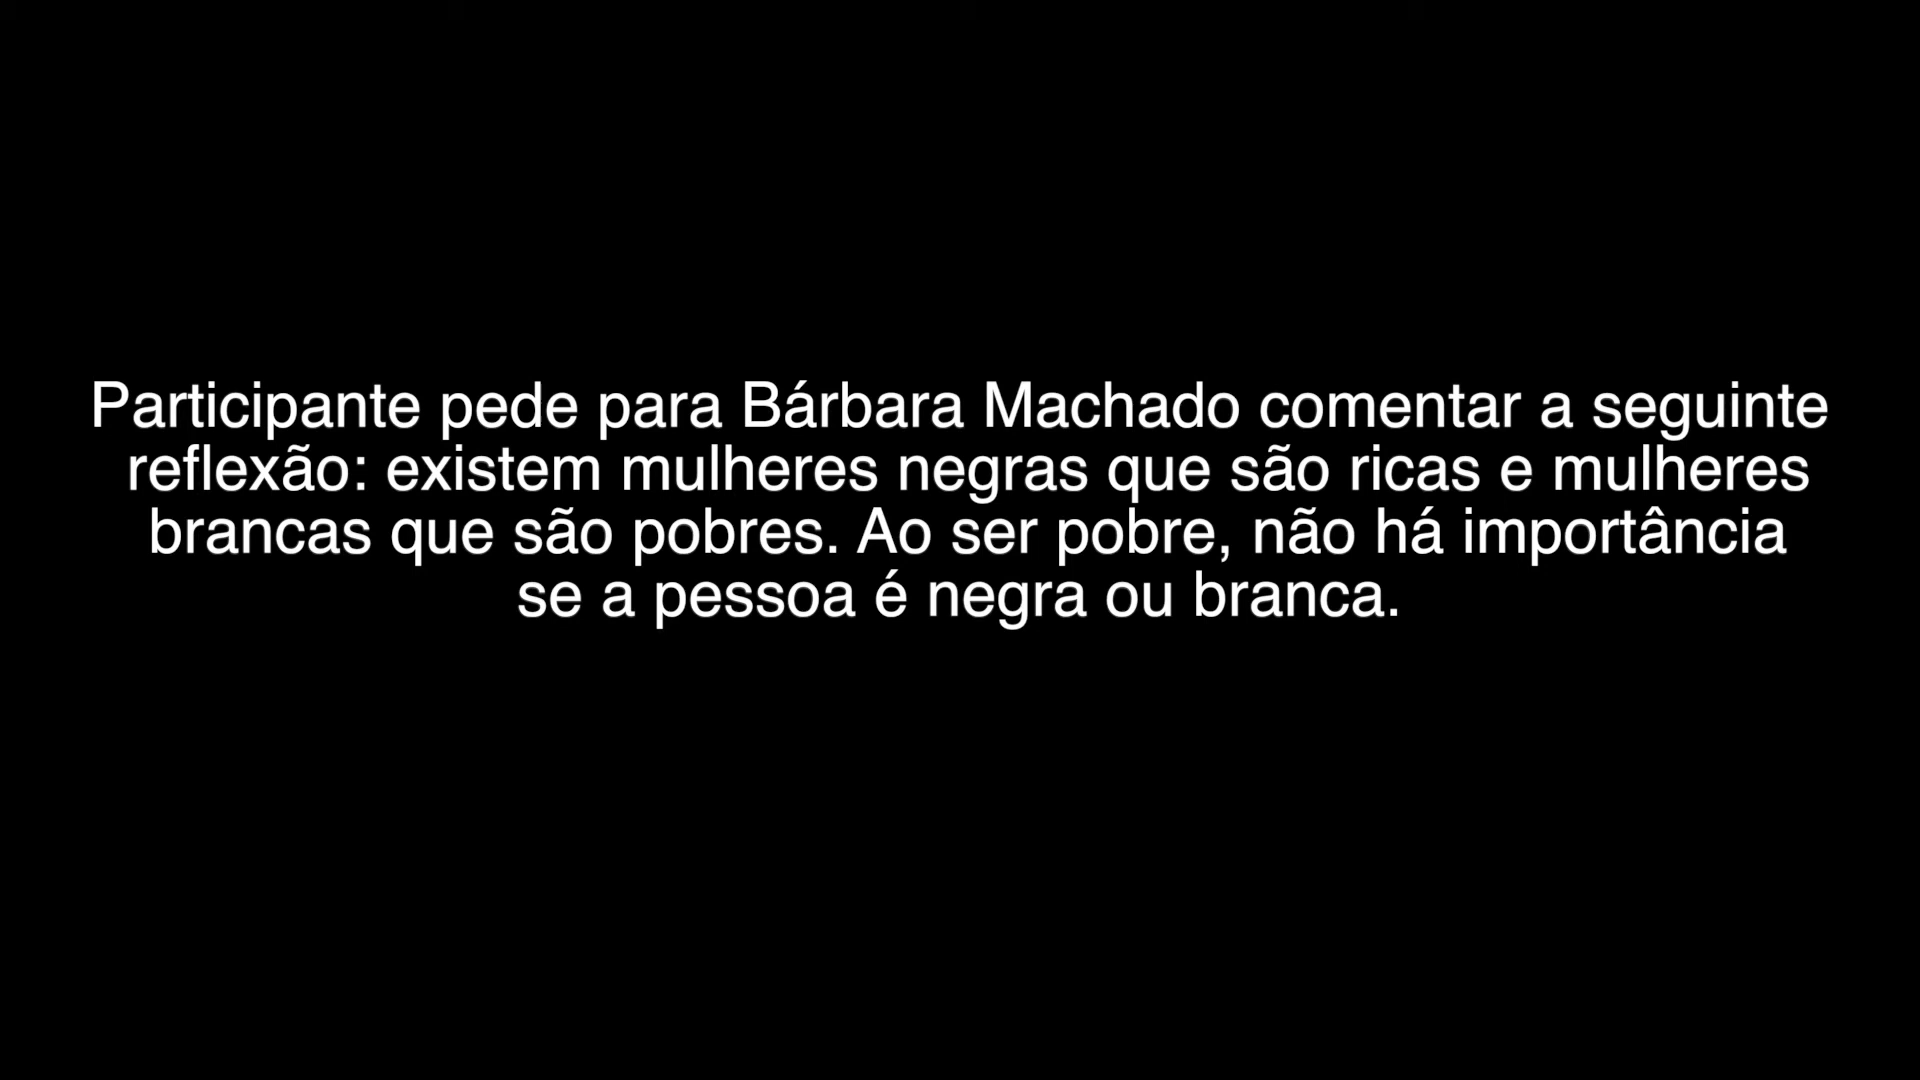 Participante pede para Bárbara Machado comentar a seguinte
reflexão: existem mulheres negras que são ricas e mulheres
brancas que são pobres. Ao ser pobre, não há importância
se a pessoa é negra ou branca.